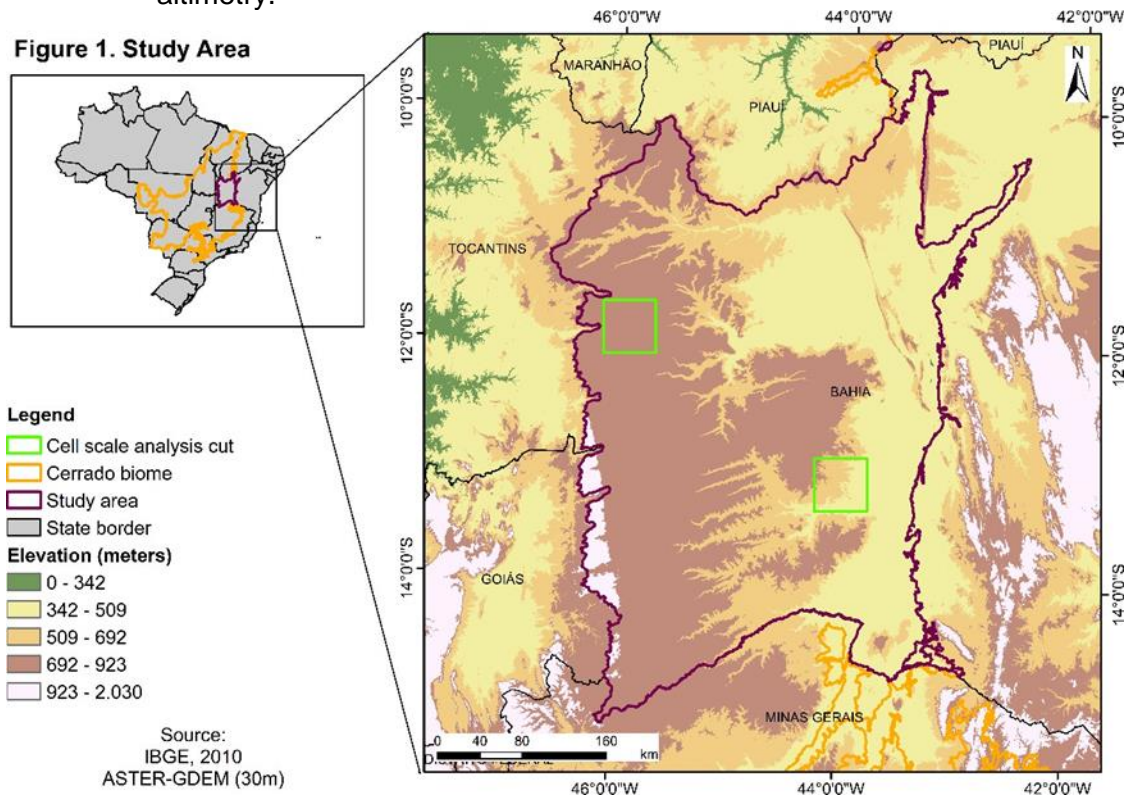 altimetry.
Figure 1. Study Area
46°0'0"W
44°0'0"W
42°0'0"W
PIAUÍ
N
MARANHÃO
PIAUÍ
10°0'0"S
10°0'0"S
TOCANTINS
12°0'0"S
12°0'0"S
BAHIA
14°0'0"S
14°0'0"S
GOIÁS
MINAS GERAIS
0 40 80 160
km
46°0'0"W
44°0'0"W
42°0'0"W
Legend
Cell scale analysis cut
Cerrado biome
Study area
State border
Elevation (meters)
0 - 342
342 - 509
509 - 692
692 - 923
923 - 2.030
Source:
IBGE, 2010
ASTER-GDEM (30m)